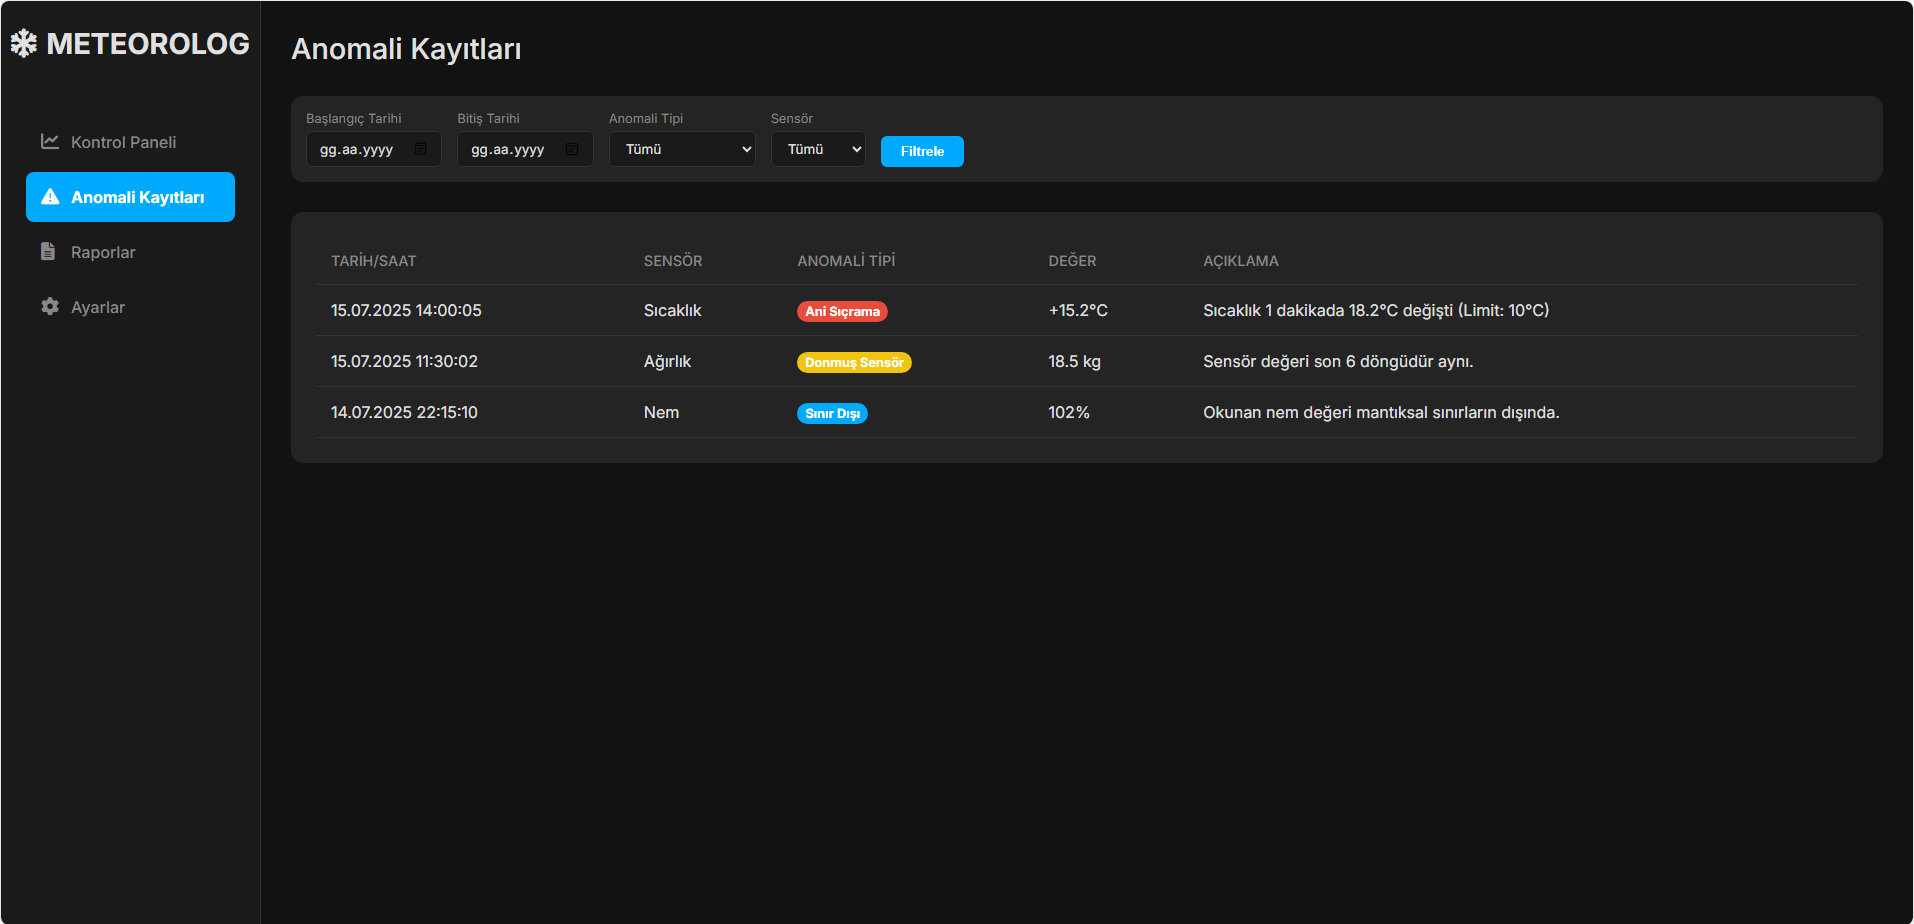 METEOROLOG
Kontrol Paneli
Anomali Kayıtları
Raporlar
Ayarlar
Anomali Kayıtları
Başlangıç Tarihi Bitiş Tarihi Anomali Tipi Sensör
gg.aa.yyyy gg.aa.yyyy Tümü Tümü Filtrele
TARİH/SAAT SENSÖR ANOMALİ TİPİ DEĞER AÇIKLAMA
15.07.2025 14:00:05 Sıcaklık Ani Sıçrama +15.2°C Sıcaklık 1 dakikada 18.2°C değişti (Limit: 10°C)
15.07.2025 11:30:02 Ağırlık Donmuş Sensör 18.5 kg Sensör değeri son 6 döngüdür aynı.
14.07.2025 22:15:10 Nem Sınır Dışı 102% Okunan nem değeri mantıksal sınırların dışında.